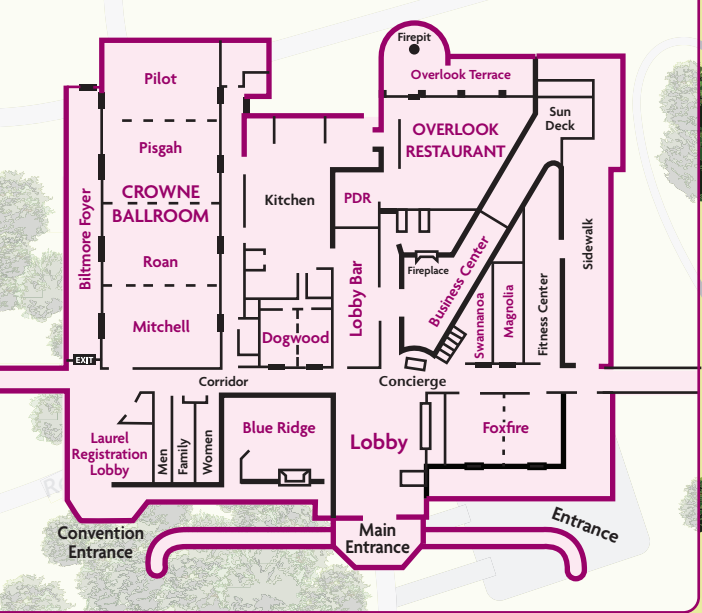 Firepit
Overlook Terrace
Pilot
Sun
Deck
OVERLOOK
RESTAURANT
Pisgah
CROWNE
BALLROOM
Kitchen
PDR
Biltmore Foyer
Sidewalk
Roan
Lobby Bar
Fireplace
Business Center
Swannanoa
Magnolia
Fitness Center
Mitchell
Dogwood
EXIT
Corridor
Concierge
Laurel
Registration
Lobby
Men
Family
Women
Blue Ridge
Lobby
Foxfire
Convention
Entrance
Main
Entrance
Entrance